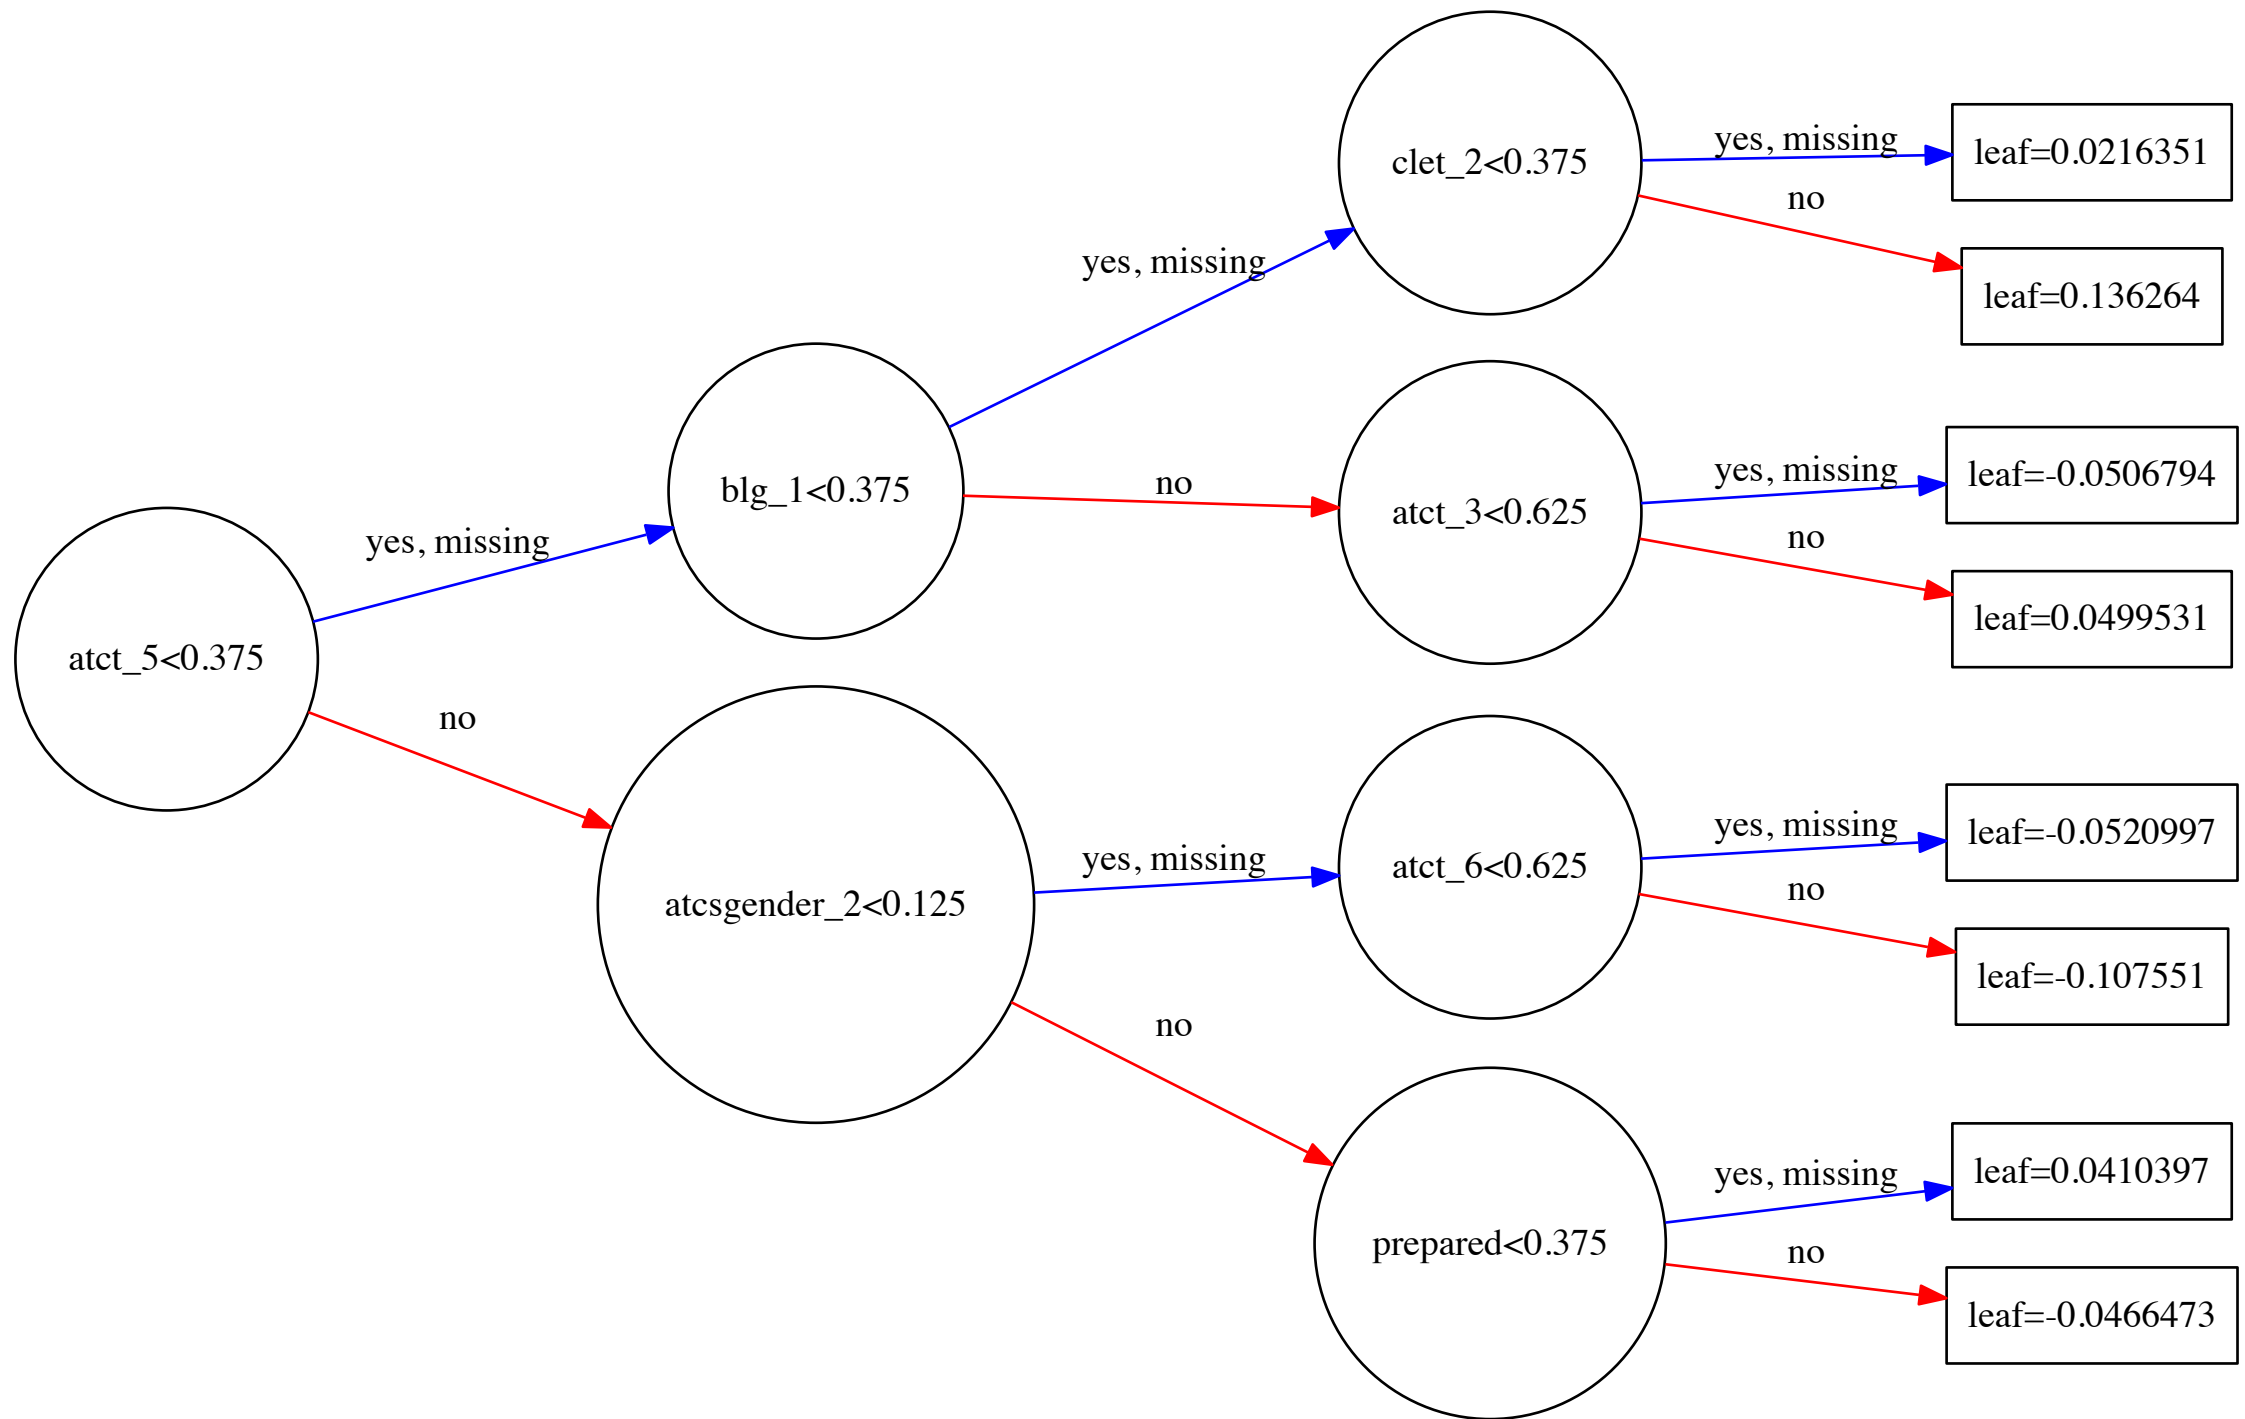 clet_2<0.375
yes, missing
leaf=0.0216351
no
leaf=0.136264
yes, missing
blg_1<0.375
no
atct_3<0.625
yes, missing
leaf=-0.0506794
no
leaf=0.0499531
atct_5<0.375
yes, missing
no
atcsgender_2<0.125
yes, missing
atct_6<0.625
yes, missing
leaf=-0.0520997
no
leaf=-0.107551
no
prepared<0.375
yes, missing
leaf=0.0410397
no
leaf=-0.0466473